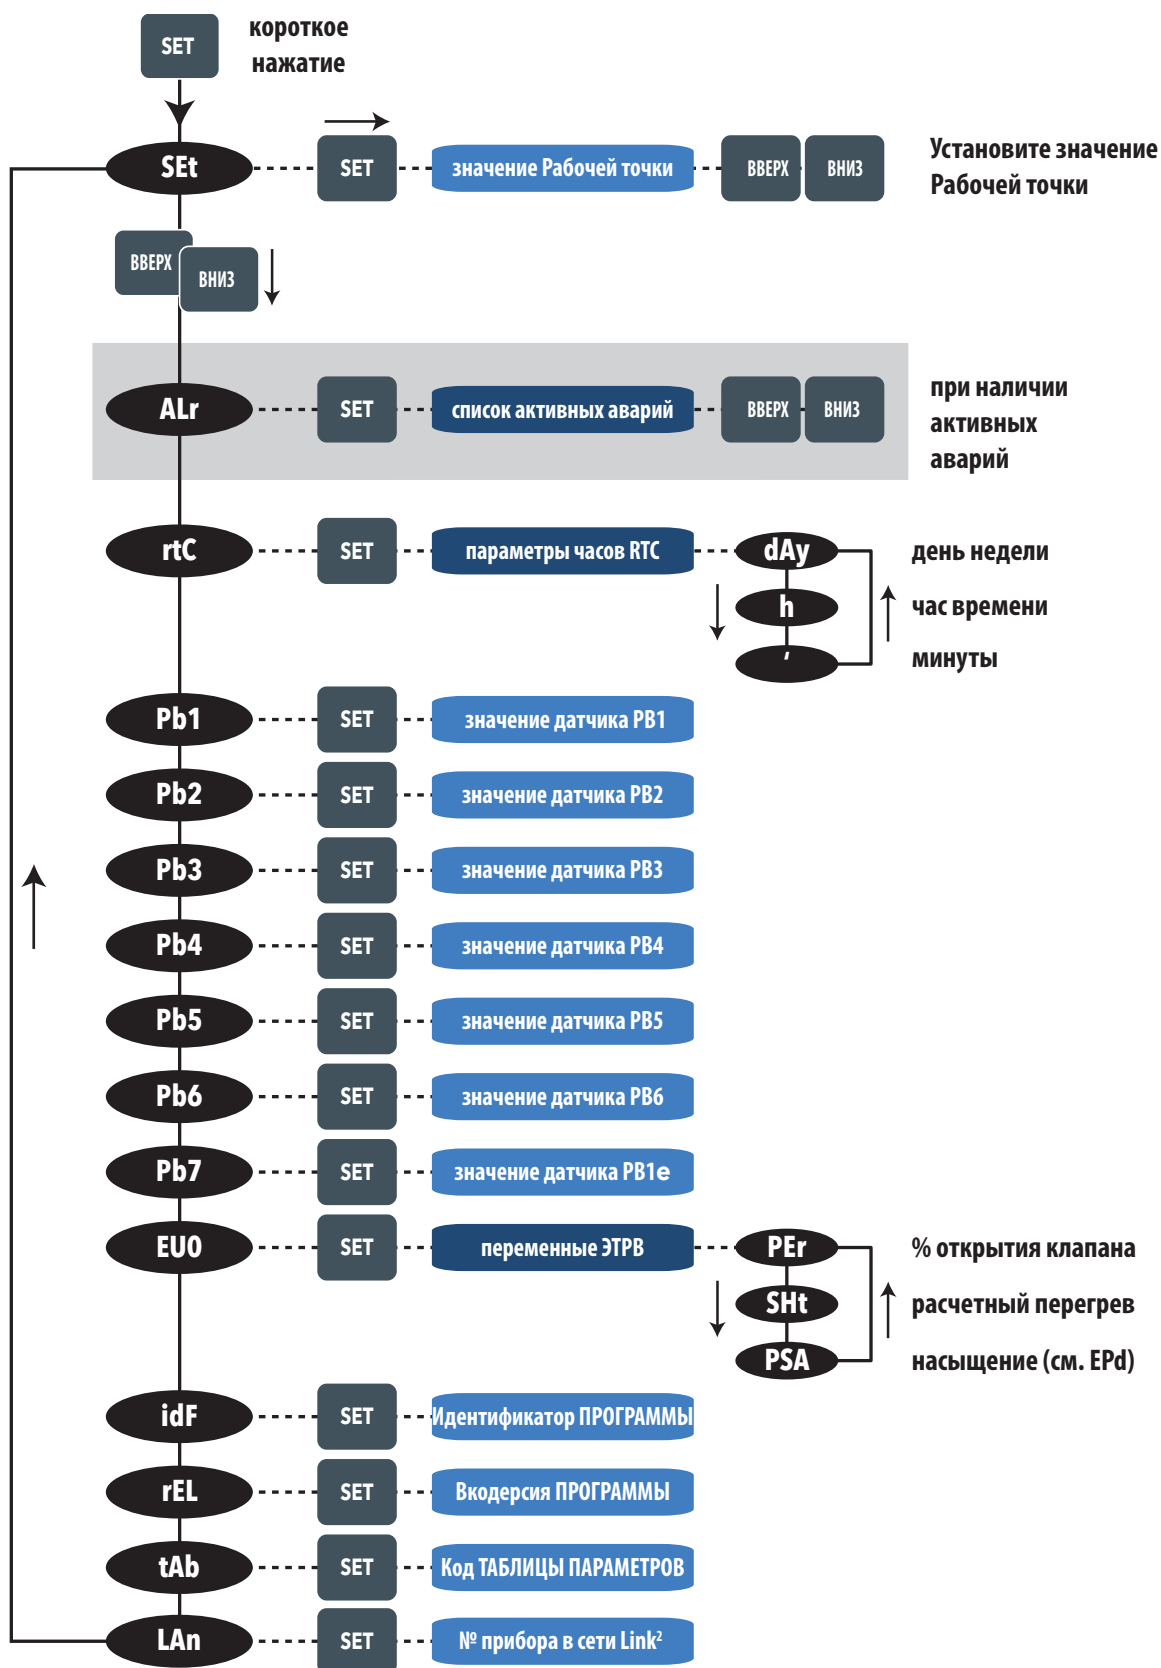 SET
короткое
нажатие
SEt
SET
значение Рабочей точки
ВВЕРХ
ВНИЗ
Установите значение
Рабочей точки
ВВЕРХ
ВНИЗ
ALr
SET
список активных аварий
ВВЕРХ
ВНИЗ
при наличии
активных
аварий
rtC
SET
параметры часов RTC
dAy
день недели
h
час времени
'
минуты
Pb1
SET
значение датчика PB1
Pb2
SET
значение датчика PB2
Pb3
SET
значение датчика PB3
Pb4
SET
значение датчика PB4
Pb5
SET
значение датчика PB5
Pb6
SET
значение датчика PB6
Pb7
SET
значение датчика PB1e
EU0
SET
переменные ЭТРВ
PEr
% открытия клапана
SHt
расчетный перегрев
PSA
насыщение (см. EPd)
idF
SET
Идентификатор ПРОГРАММЫ
rEL
SET
Вкодерсия ПРОГРАММЫ
tAb
SET
Код ТАБЛИЦЫ ПАРАМЕТРОВ
LAn
SET
№ прибора в сети Link²